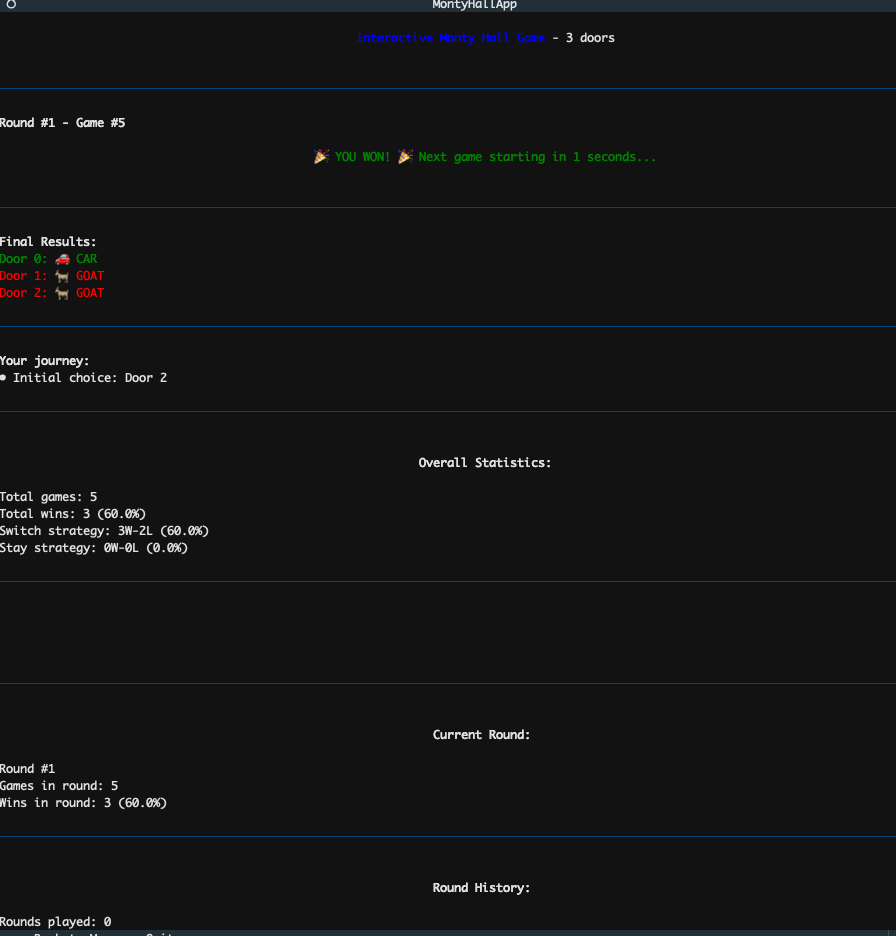 MontyHallApp
Interactive Monty Hall Game - 3 doors
Round #1 - Game #5
🎉 YOU WON! 🎉 Next game starting in 1 seconds...
Final Results:
Door 0: 🚗 CAR
Door 1: 🐐 GOAT
Door 2: 🐐 GOAT
Your journey:
• Initial choice: Door 2
Overall Statistics:
Total games: 5
Total wins: 3 (60.0%)
Switch strategy: 3W-2L (60.0%)
Stay strategy: 0W-0L (0.0%)
Current Round:
Round #1
Games in round: 5
Wins in round: 3 (60.0%)
Round History:
Rounds played: 0